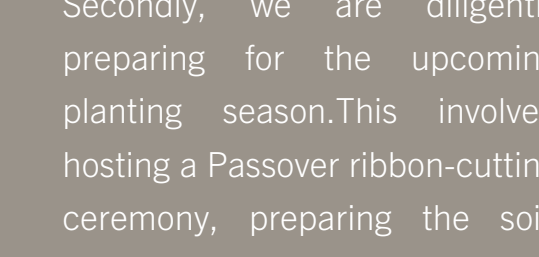 Secondly, we are diligent
preparing for the upcomin
planting season.This involve
hosting a Passover ribbon-cuttin
ceremony, preparing the soi